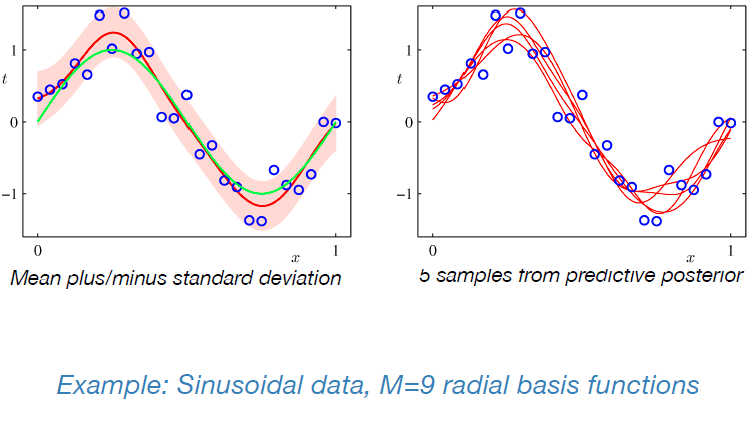 1
t
0
−1
0
x
1
Mean plus/minus standard deviation
1
t
0
−1
0
x
1
5 samples from predictive posterior
Example: Sinusoidal data, M=9 radial basis functions